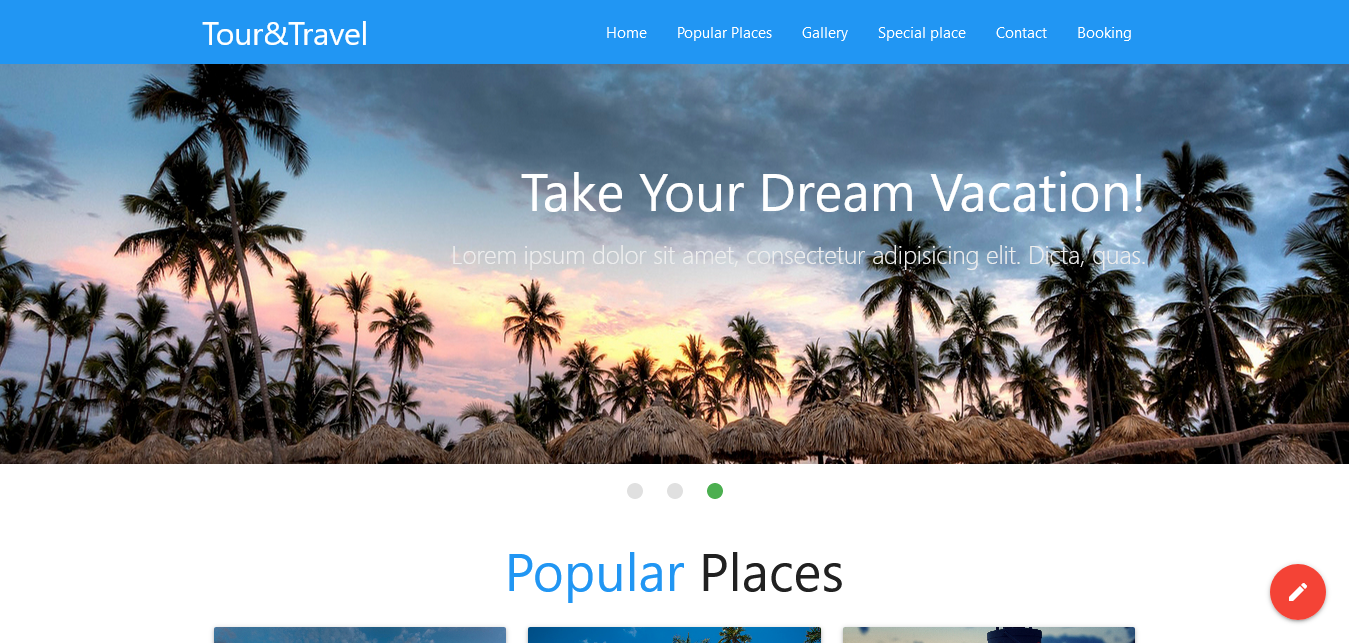 Tour&Travel
Home Popular Places Gallery Special place Contact Booking
Take Your Dream Vacation!
Lorem ipsum dolor sit amet, consectetur adipisicing elit. Dicta, quas.
Popular Places